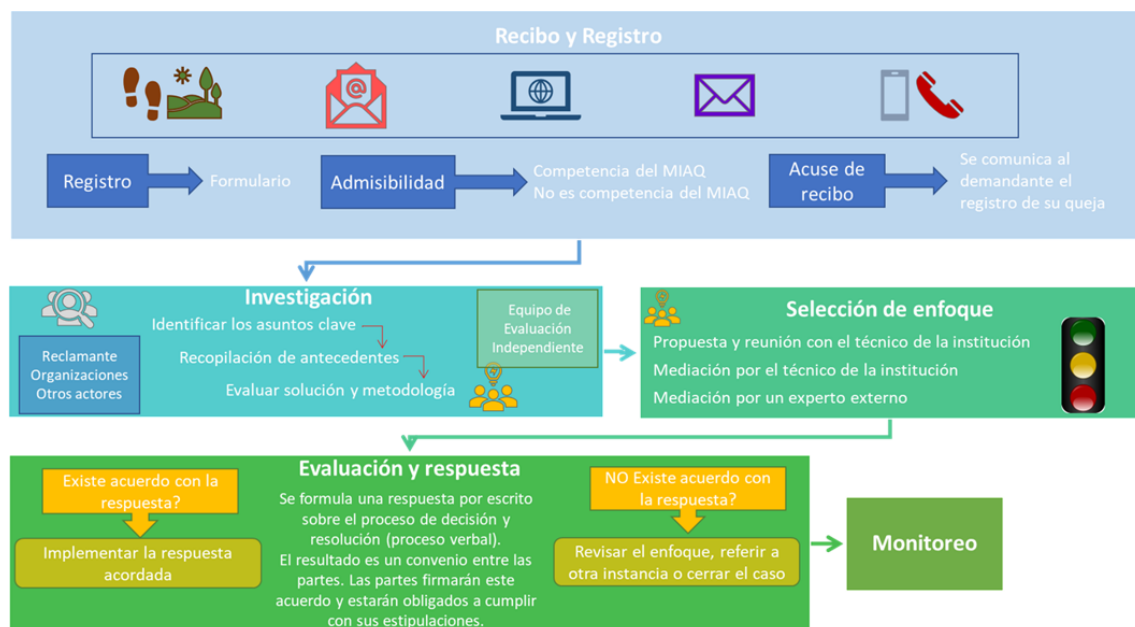 Recibo y Registro
@
Registro
Formulario
Admisibilidad
Competencia del MIAQ
No es competencia del MIAQ
Acuse de
recibo
Se comunica al
demandante el
registro de su queja
Investigación
Identificar los asuntos clave
Recopilación de antecedentes
Evaluar solución y metodología
Reclamante
Organizaciones
Otros actores
Equipo de
Evaluación
Independiente
Selección de enfoque
Propuesta y reunión con el técnico de la institución
Mediación por el técnico de la institución
Mediación por un experto externo
Evaluación y respuesta
Existe acuerdo con la
respuesta?
Implementar la respuesta
acordada
Se formula una respuesta por escrito
sobre el proceso de decisión y
resolución (proceso verbal).
El resultado es un convenio entre las
partes. Las partes firmarán este
acuerdo y estarán obligados a cumplir
con sus estipulaciones.
NO Existe acuerdo con
la respuesta?
Revisar el enfoque, referir a
otra instancia o cerrar el caso
Monitoreo